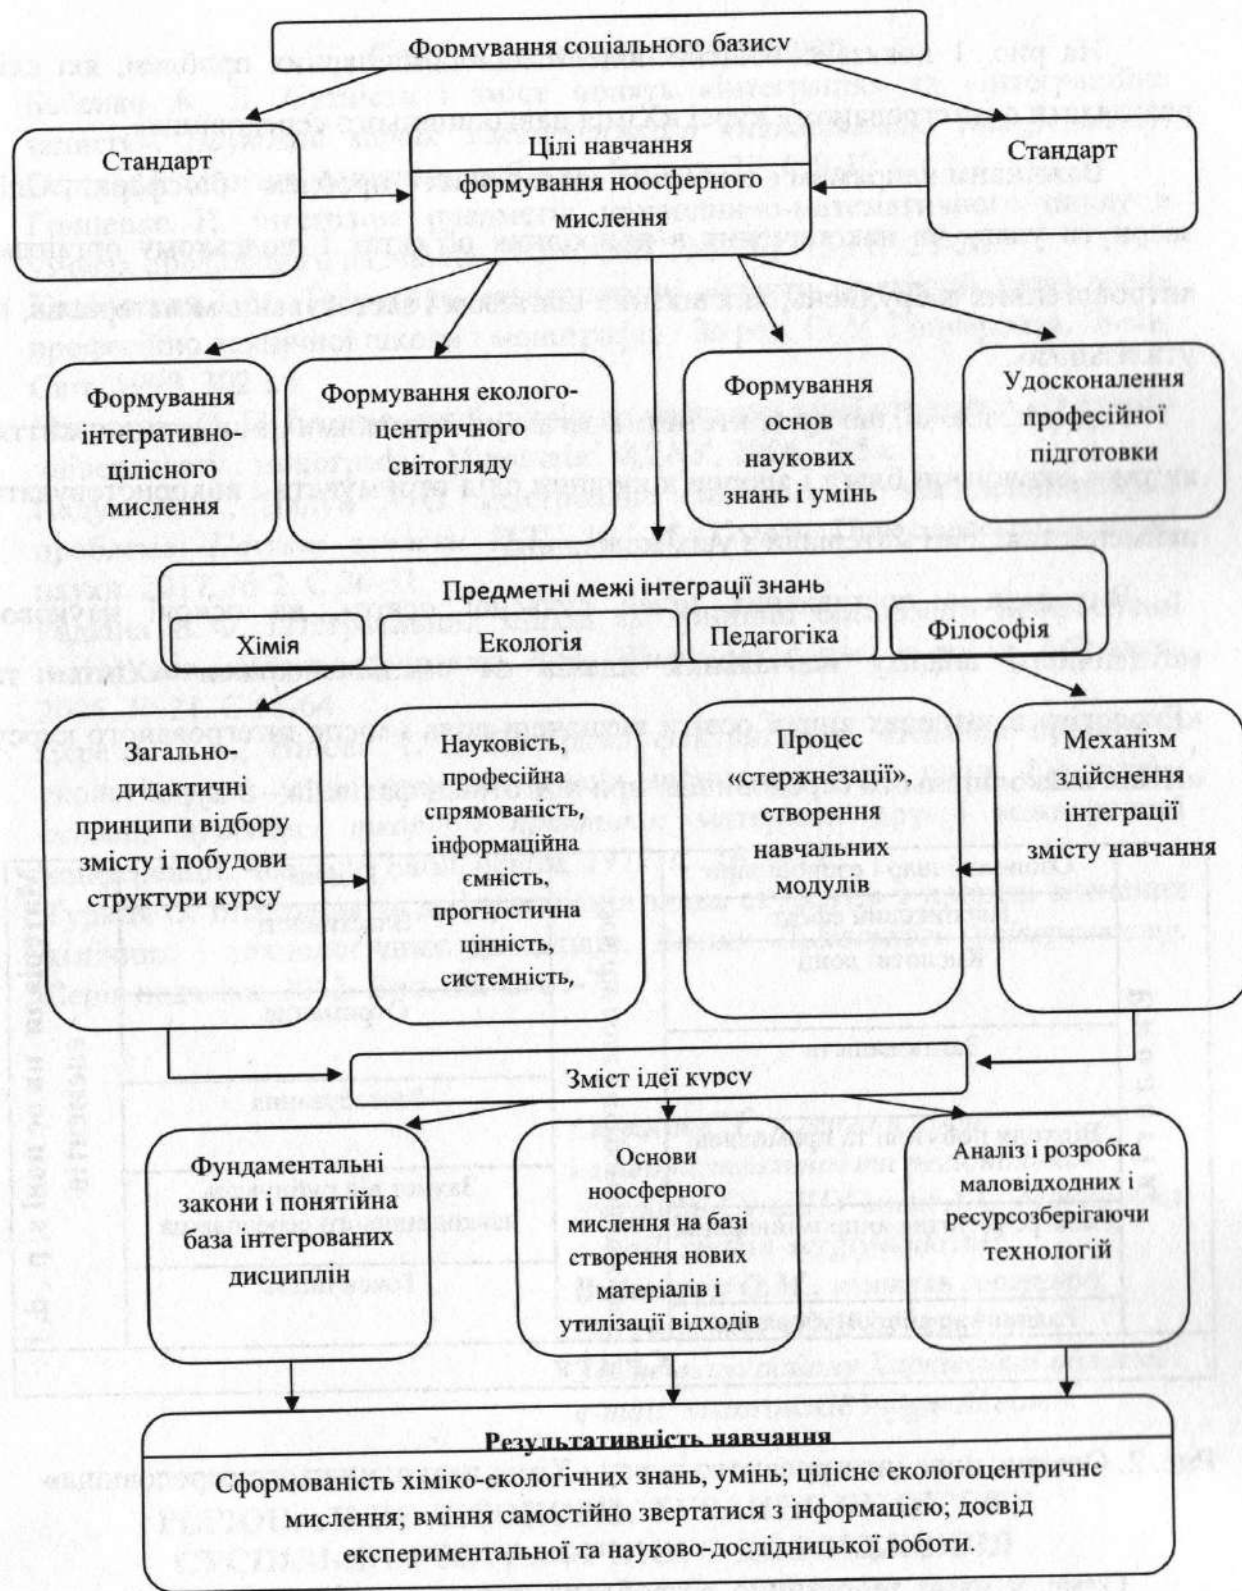 Формування соціального базису
Стандарт
Цілі навчання
формування ноосферного
мислення
Стандарт
Формування
інтегративно-
цілісного
мислення
Формування еколого-
центричного
світогляду
Формування
основ
наукових
знань і умінь
Удосконалення
професійної
підготовки
Предметні межі інтеграції знань
Хімія
Екологія
Педагогіка
Філософія
Загально-
дидактичні
принципи відбору
змісту і побудови
структури курсу
Науковість,
професійна
спрямованість,
інформаційна
ємність,
прогностична
цінність,
системність,
Процес
«стержнезації»,
створення
навчальних
модулів
Механізм
здійснення
інтеграції
змісту навчання
Зміст ідеї курсу
Фундаментальні
закони і понятійна
база інтегрованих
дисциплін
Основи
ноосферного
мислення на базі
створення нових
матеріалів і
утилізації відходів
Аналіз і розробка
маловідходних і
ресурсозберігаючи
технологій
Результативність навчання
Сформованість хіміко-екологічних знань, умінь; цілісне екологоцентричне
мислення; вміння самостійно звертатися з інформацією; досвід
експериментальної та науково-дослідницької роботи.